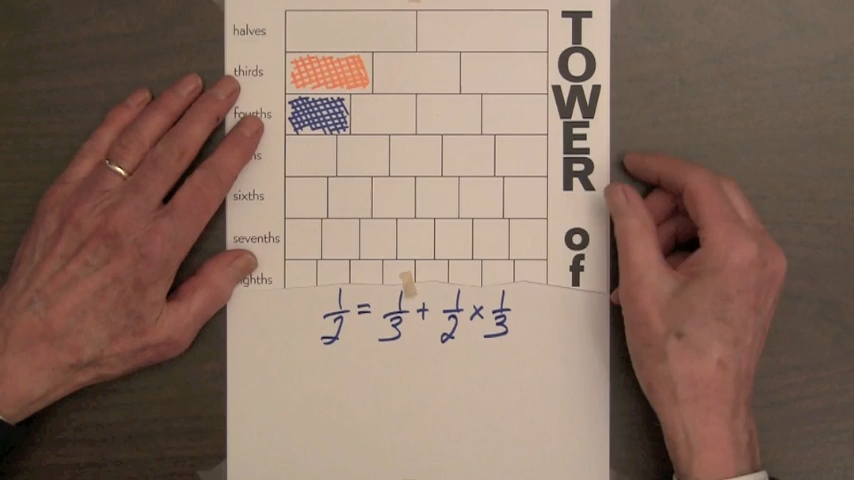 halves
thirds
fourths
sixths
sevenths
TOWER
of
1/2 = 1/3 + 1/2 × 1/3